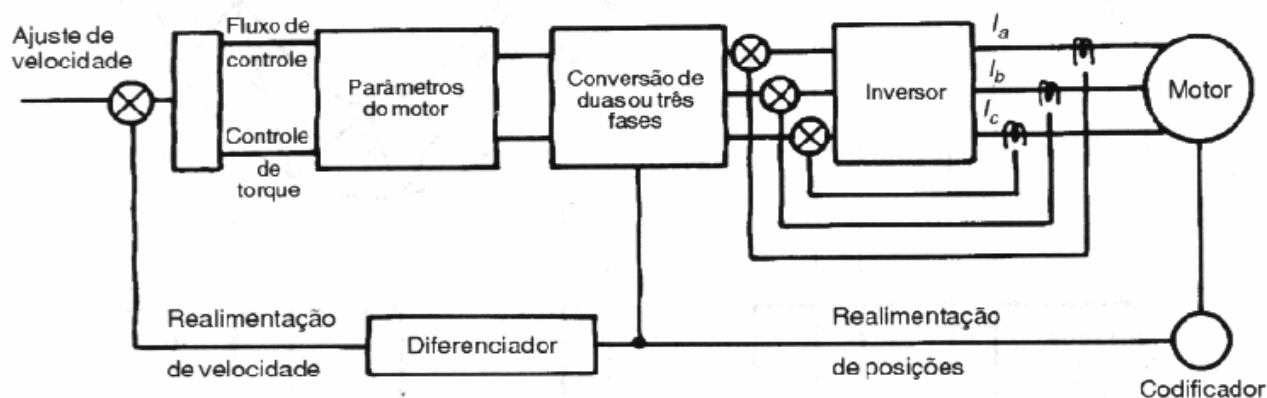 Ajuste de
velocidade
Fluxo de
controle
Controle
de
torque
Parâmetros
do motor
Conversão de
duas ou três
fases
Inversor
Ia
Ib
Ic
Motor
Realimentação
de velocidade
Diferenciador
Realimentação
de posições
Codificador